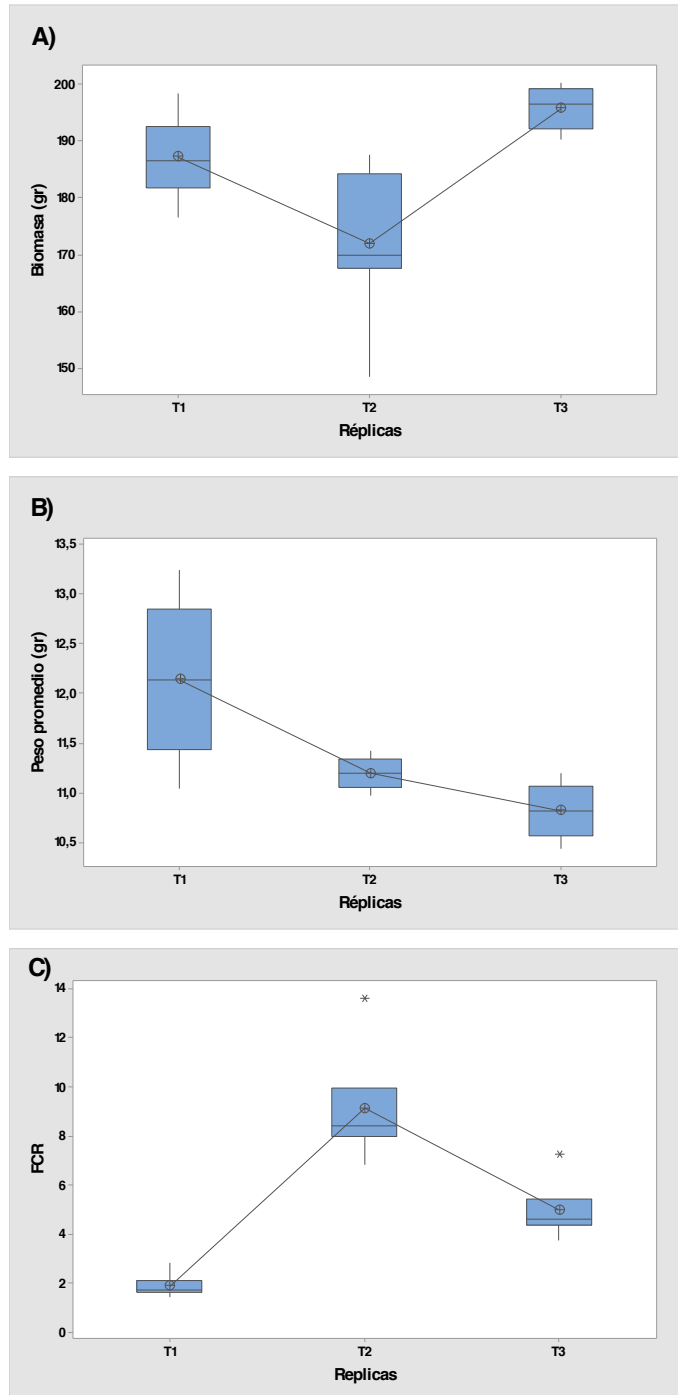 A)
Biomasa (gr)
200
190
180
170
160
150
T1 T2 T3
Réplicas
B)
Peso promedio (gr)
13,5
13,0
12,5
12,0
11,5
11,0
10,5
T1 T2 T3
Réplicas
C)
FCR
14
12
10
8
6
4
2
0
T1 T2 T3
Replicas